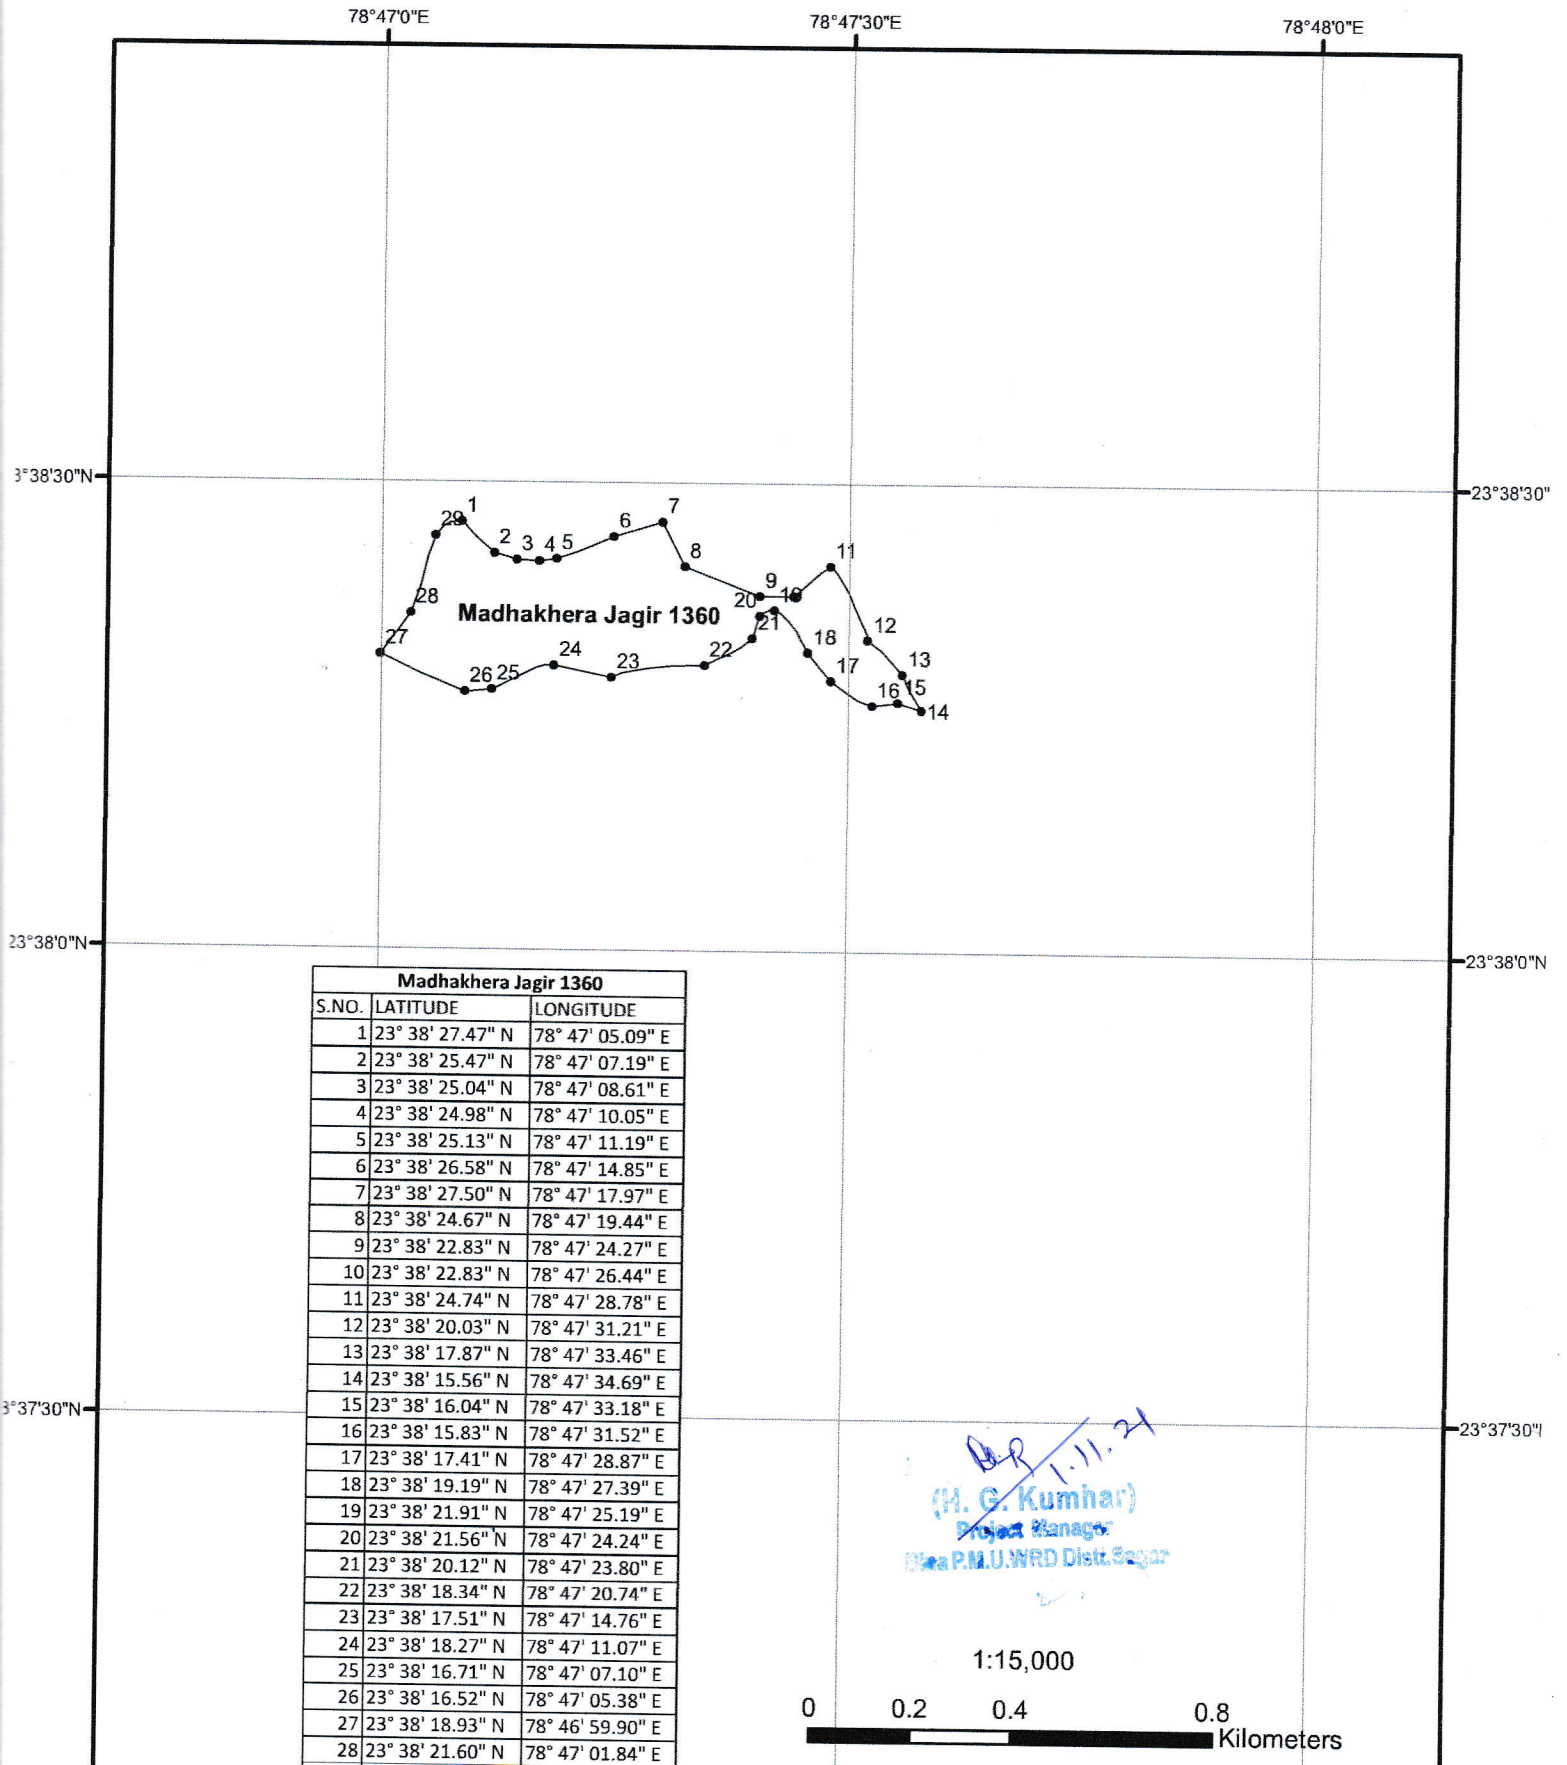 78°47'0"E 78°47'30"E 78°48'0"E
3°38'30"N 23°38'30"
1 7
29 2 3 4 5 6 8 11
28 9 10
Madhakhera Jagir 1360 20
27 21 12
24 22 18 13
26 25 23 17 16 15
14
23°38'0"N 23°38'0"N
Madhakhera Jagir 1360
S.NO. LATITUDE LONGITUDE
1 23° 38' 27.47" N 78° 47' 05.09" E
2 23° 38' 25.47" N 78° 47' 07.19" E
3 23° 38' 25.04" N 78° 47' 08.61" E
4 23° 38' 24.98" N 78° 47' 10.05" E
5 23° 38' 25.13" N 78° 47' 11.19" E
6 23° 38' 26.58" N 78° 47' 14.85" E
7 23° 38' 27.50" N 78° 47' 17.97" E
8 23° 38' 24.67" N 78° 47' 19.44" E
9 23° 38' 22.83" N 78° 47' 24.27" E
10 23° 38' 22.83" N 78° 47' 26.44" E
11 23° 38' 24.74" N 78° 47' 28.78" E
12 23° 38' 20.03" N 78° 47' 31.21" E
13 23° 38' 17.87" N 78° 47' 33.46" E
14 23° 38' 15.56" N 78° 47' 34.69" E
15 23° 38' 16.04" N 78° 47' 33.18" E
16 23° 38' 15.83" N 78° 47' 31.52" E
17 23° 38' 17.41" N 78° 47' 28.87" E
18 23° 38' 19.19" N 78° 47' 27.39" E
19 23° 38' 21.91" N 78° 47' 25.19" E
20 23° 38' 21.56" N 78° 47' 24.24" E
21 23° 38' 20.12" N 78° 47' 23.80" E
22 23° 38' 18.34" N 78° 47' 20.74" E
23 23° 38' 17.51" N 78° 47' 14.76" E
24 23° 38' 18.27" N 78° 47' 11.07" E
25 23° 38' 16.71" N 78° 47' 07.10" E
26 23° 38' 16.52" N 78° 47' 05.38" E
27 23° 38' 18.93" N 78° 46' 59.90" E
28 23° 38' 21.60" N 78° 47' 01.84" E
3°37'30"N 23°37'30"
1.11.21
(H. G. Kumhar)
Project Manager
P.M.U.WRD Distt.Sagar
1:15,000
0 0.2 0.4 0.8
Kilometers